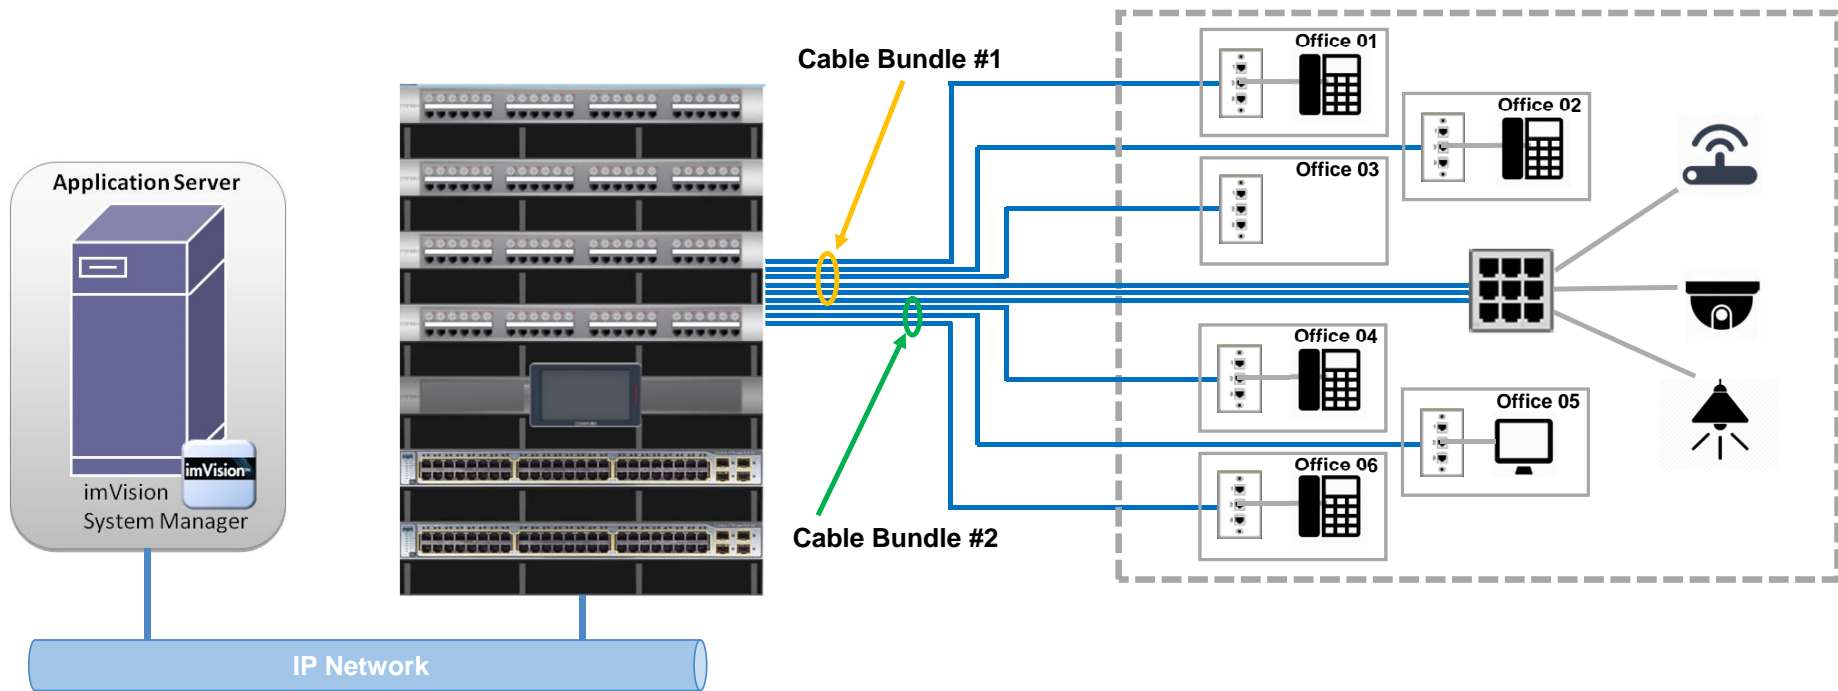 Application Server
imVision™
imVision
System Manager
IP Network
Cable Bundle #1
Cable Bundle #2
Office 01
Office 02
Office 03
Office 04
Office 05
Office 06